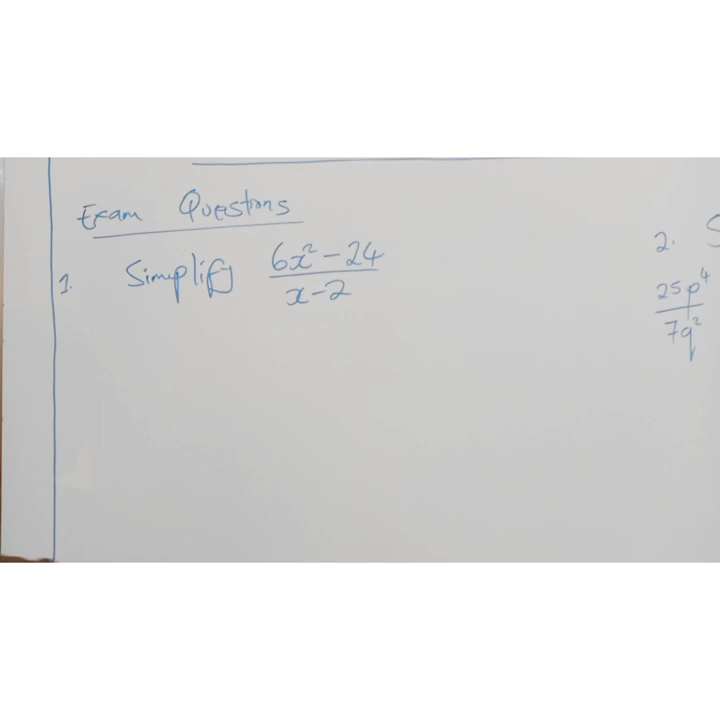 Exam Questions
1. Simplify 6x² - 24
x - 2
2. S
25p⁴
7q²